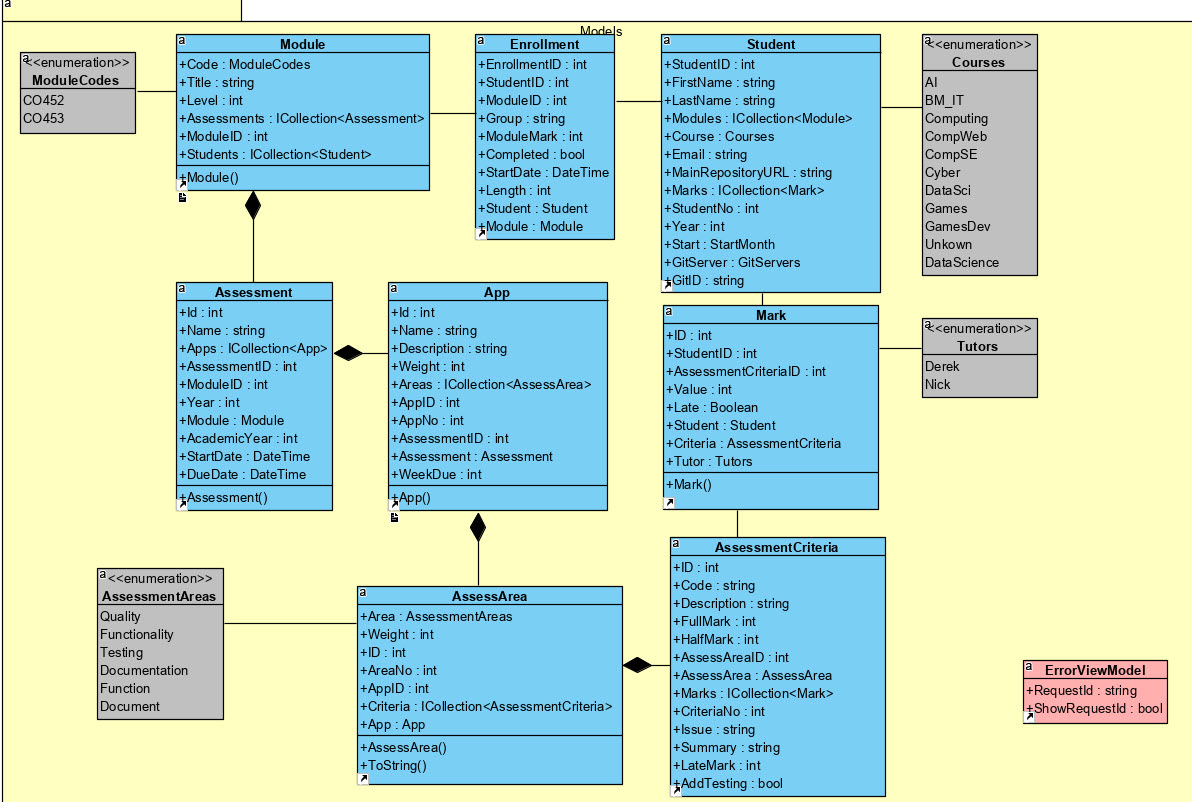 a
Models
a
<<enumeration>>
ModuleCodes
CO452
CO453
a
Module
+Code : ModuleCodes
+Title : string
+Level : int
+Assessments : ICollection<Assessment>
+ModuleID : int
+Students : ICollection<Student>
+Module()
a
Enrollment
+EnrollmentID : int
+StudentID : int
+ModuleID : int
+Group : string
+ModuleMark : int
+Completed : bool
+StartDate : DateTime
+Length : int
+Student : Student
+Module : Module
a
Student
+StudentID : int
+FirstName : string
+LastName : string
+Modules : ICollection<Module>
+Course : Courses
+Email : string
+MainRepositoryURL : string
+Marks : ICollection<Mark>
+StudentNo : int
+Year : int
+Start : StartMonth
+GitServer : GitServers
+GitID : string
a
<<enumeration>>
Courses
AI
BM_IT
Computing
CompWeb
CompSE
Cyber
DataSci
Games
GamesDev
Unkown
DataScience
a
Assessment
+Id : int
+Name : string
+Apps : ICollection<App>
+AssessmentID : int
+ModuleID : int
+Year : int
+Module : Module
+AcademicYear : int
+StartDate : DateTime
+DueDate : DateTime
+Assessment()
a
App
+Id : int
+Name : string
+Description : string
+Weight : int
+Areas : ICollection<AssessArea>
+AppID : int
+AppNo : int
+AssessmentID : int
+Assessment : Assessment
+WeekDue : int
+App()
a
Mark
+ID : int
+StudentID : int
+AssessmentCriteriaID : int
+Value : int
+Late : Boolean
+Student : Student
+Criteria : AssessmentCriteria
+Tutor : Tutors
+Mark()
a
<<enumeration>>
Tutors
Derek
Nick
a
<<enumeration>>
AssessmentAreas
Quality
Functionality
Testing
Documentation
Function
Document
a
AssessArea
+Area : AssessmentAreas
+Weight : int
+ID : int
+AreaNo : int
+AppID : int
+Criteria : ICollection<AssessmentCriteria>
+App : App
+AssessArea()
+ToString()
a
AssessmentCriteria
+ID : int
+Code : string
+Description : string
+FullMark : int
+HalfMark : int
+AssessAreaID : int
+AssessArea : AssessArea
+Marks : ICollection<Mark>
+CriteriaNo : int
+Issue : string
+Summary : string
+LateMark : int
+AddTesting : bool
a
ErrorViewModel
+RequestId : string
+ShowRequestId : bool